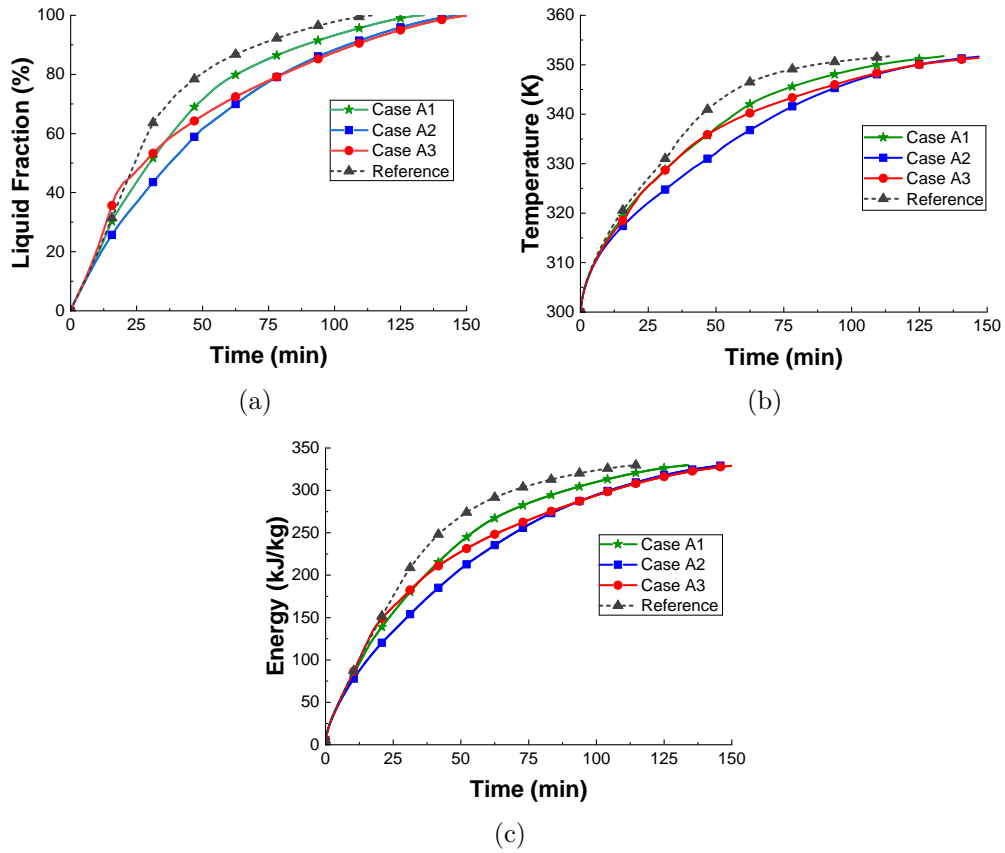 100
80
60
40
20
0
0 25 50 75 100 125 150
Liquid Fraction (%)
Time (min)
Case A1
Case A2
Case A3
Reference
(a)
350
340
330
320
310
300
0 25 50 75 100 125 150
Temperature (K)
Time (min)
Case A1
Case A2
Case A3
Reference
(b)
350
300
250
200
150
100
50
0
0 25 50 75 100 125 150
Energy (kJ/kg)
Time (min)
Case A1
Case A2
Case A3
Reference
(c)